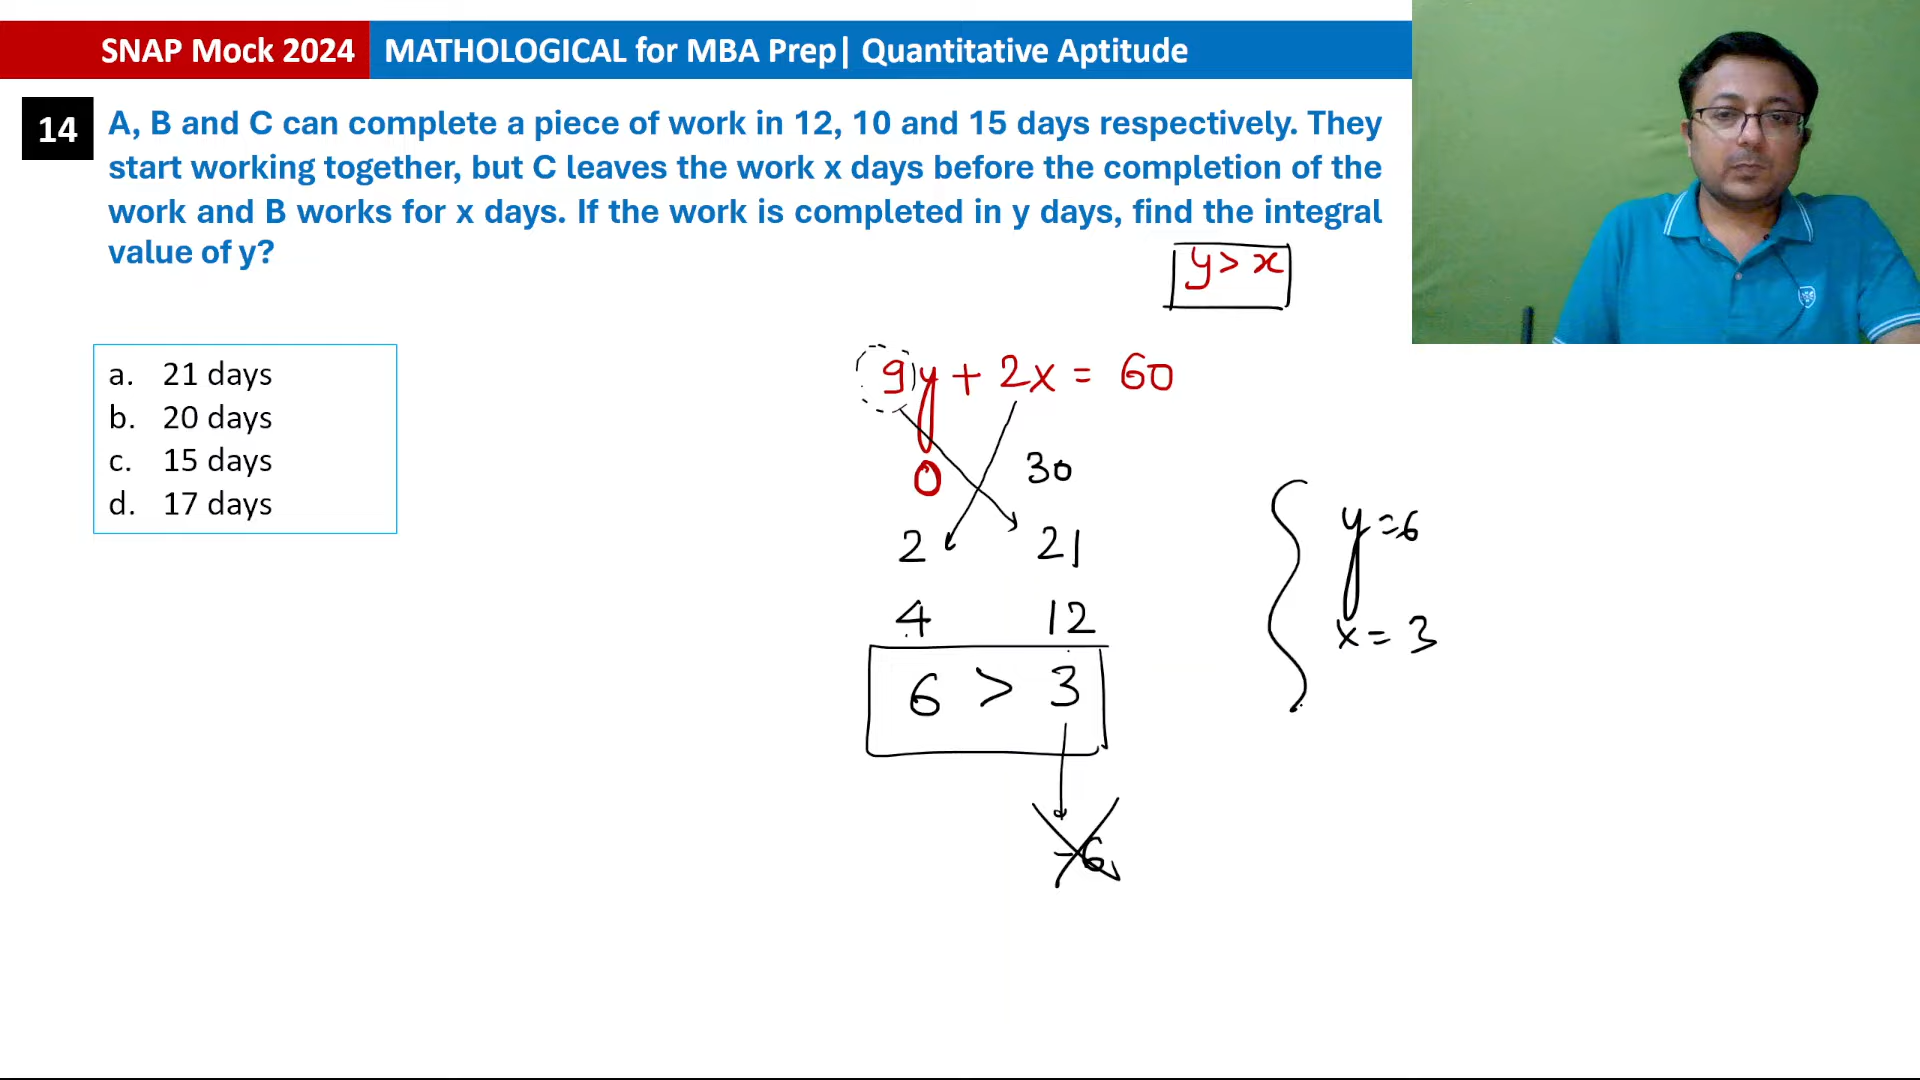 SNAP Mock 2024 MATHOLOGICAL for MBA Prep| Quantitative Aptitude
14 A, B and C can complete a piece of work in 12, 10 and 15 days respectively. They
start working together, but C leaves the work x days before the completion of the
work and B works for x days. If the work is completed in y days, find the integral
value of y?
y > x
a. 21 days
b. 20 days
c. 15 days
d. 17 days
9y + 2x = 60
0 30
2 21
4 12
6 > 3
-6
y = 6
x = 3